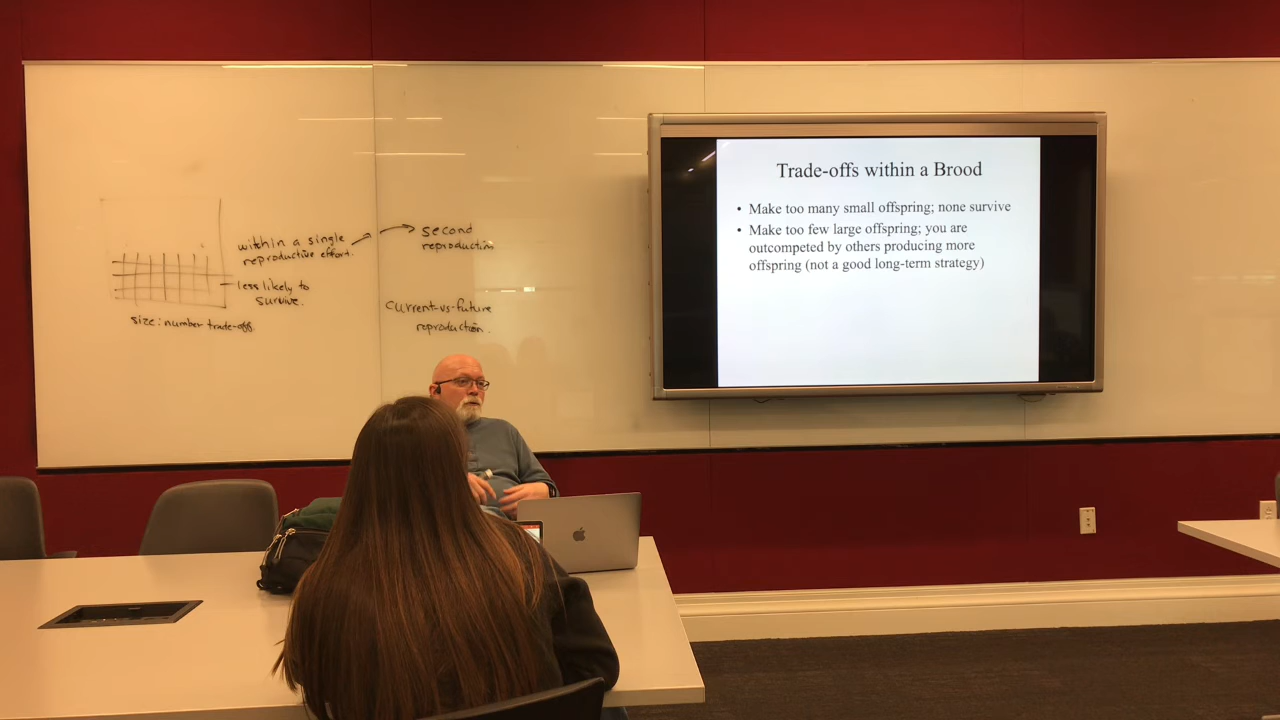 within a single
reproductive effort.
less likely to
survive.
size:number trade-off
second
reproduction
current-vs-future
reproduction.
Trade-offs within a Brood
• Make too many small offspring; none survive
• Make too few large offspring; you are
outcompeted by others producing more
offspring (not a good long-term strategy)